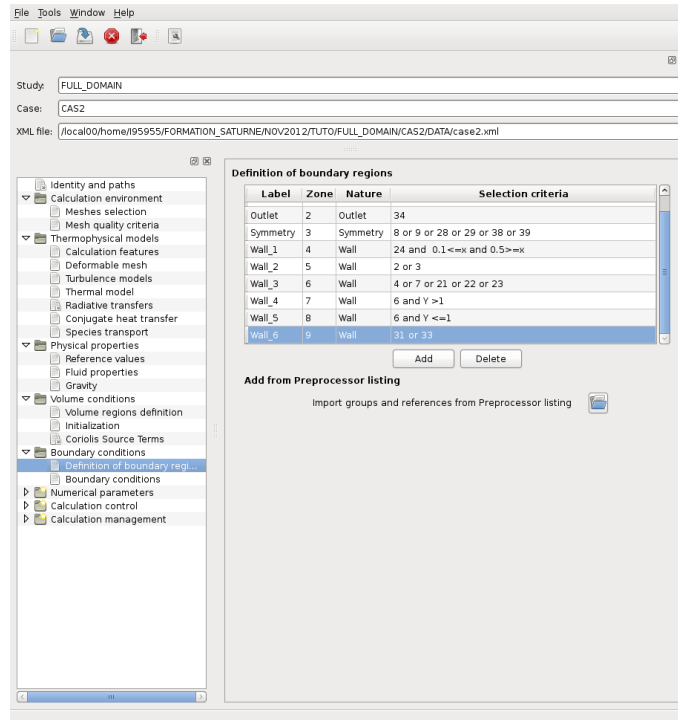 File Tools Window Help
Study: FULL_DOMAIN
Case: CAS2
XML file: /local00/home/I95955/FORMATION_SATURNE/NOV2012/TUTO/FULL_DOMAIN/CAS2/DATA/case2.xml
Identity and paths
Calculation environment
Meshes selection
Mesh quality criteria
Thermophysical models
Calculation features
Deformable mesh
Turbulence models
Thermal model
Radiative transfers
Conjugate heat transfer
Species transport
Physical properties
Reference values
Fluid properties
Gravity
Volume conditions
Volume regions definition
Initialization
Coriolis Source Terms
Boundary conditions
Definition of boundary regi...
Boundary conditions
Numerical parameters
Calculation control
Calculation management
Definition of boundary regions
Label Zone Nature Selection criteria
Outlet 2 Outlet 34
Symmetry 3 Symmetry 8 or 9 or 28 or 29 or 38 or 39
Wall_1 4 Wall 24 and 0.1<=x and 0.5>=x
Wall_2 5 Wall 2 or 3
Wall_3 6 Wall 4 or 7 or 21 or 22 or 23
Wall_4 7 Wall 6 and Y >1
Wall_5 8 Wall 6 and Y <=1
Wall_6 9 Wall 31 or 33
Add Delete
Add from Preprocessor listing
Import groups and references from Preprocessor listing